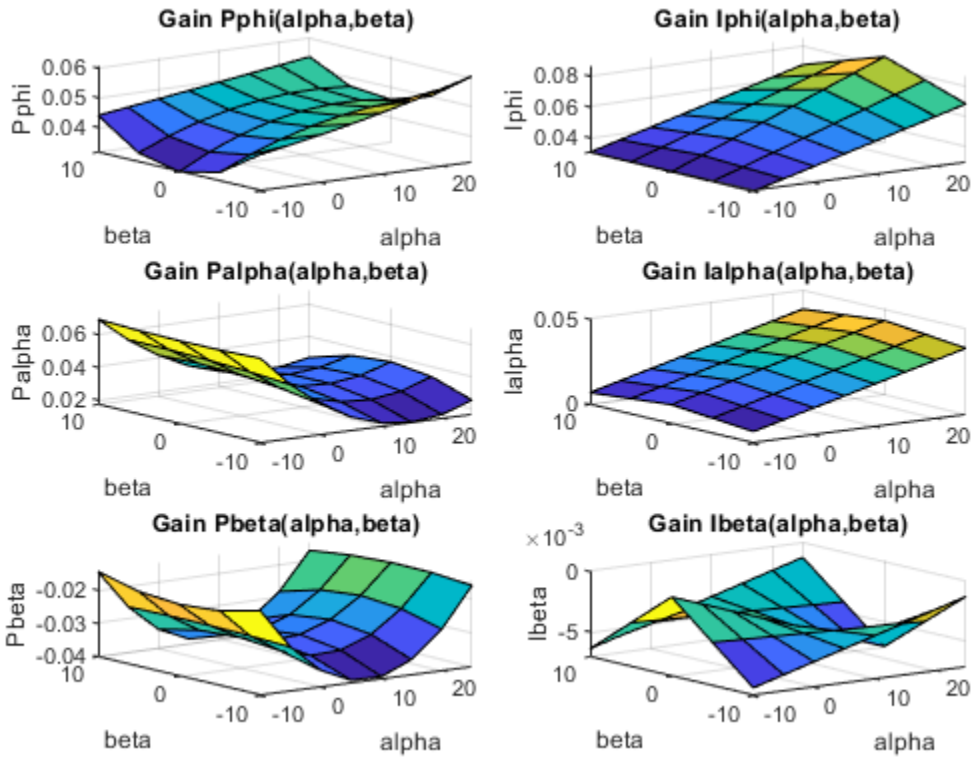 Gain Pphi(alpha,beta)
0.06
0.05
0.04
Pphi
10
0
-10
beta
-10
0
10
20
alpha
Gain Iphi(alpha,beta)
0.08
0.06
0.04
Iphi
10
0
-10
beta
-10
0
10
20
alpha
Gain Palpha(alpha,beta)
0.06
0.04
0.02
Palpha
10
0
-10
beta
-10
0
10
20
alpha
Gain Ialpha(alpha,beta)
0.05
0
Ialpha
10
0
-10
beta
-10
0
10
20
alpha
Gain Pbeta(alpha,beta)
-0.02
-0.03
-0.04
Pbeta
10
0
-10
beta
-10
0
10
20
alpha
Gain Ibeta(alpha,beta)
×10⁻³
0
-5
Ibeta
10
0
-10
beta
-10
0
10
20
alpha